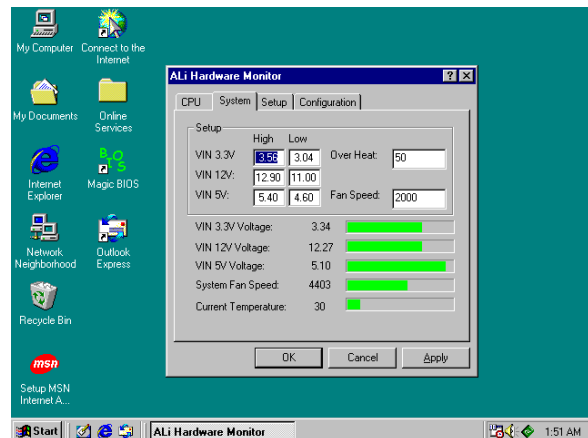 My Computer
Connect to the
Internet
My Documents
Online
Services
Internet
Explorer
BIOS
Magic BIOS
Network
Neighborhood
Outlook
Express
Recycle Bin
msn
Setup MSN
Internet A...
ALi Hardware Monitor
CPU System Setup Configuration
Setup
High Low
VIN 3.3V 3.56 3.04 Over Heat: 50
VIN 12V: 12.90 11.00
VIN 5V: 5.40 4.60 Fan Speed: 2000
VIN 3.3V Voltage: 3.34
VIN 12V Voltage: 12.27
VIN 5V Voltage: 5.10
System Fan Speed: 4403
Current Temperature: 30
OK Cancel Apply
Start ALi Hardware Monitor 1:51 AM